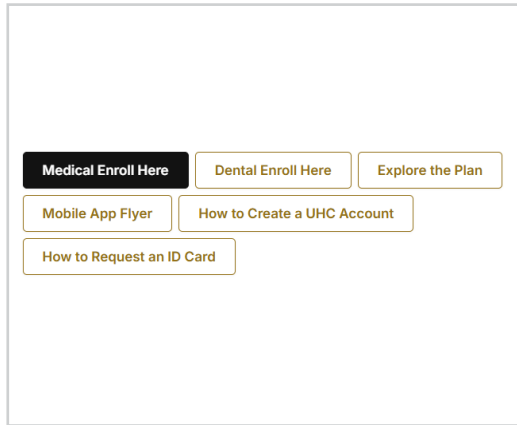 Medical Enroll Here
Dental Enroll Here
Explore the Plan
Mobile App Flyer
How to Create a UHC Account
How to Request an ID Card